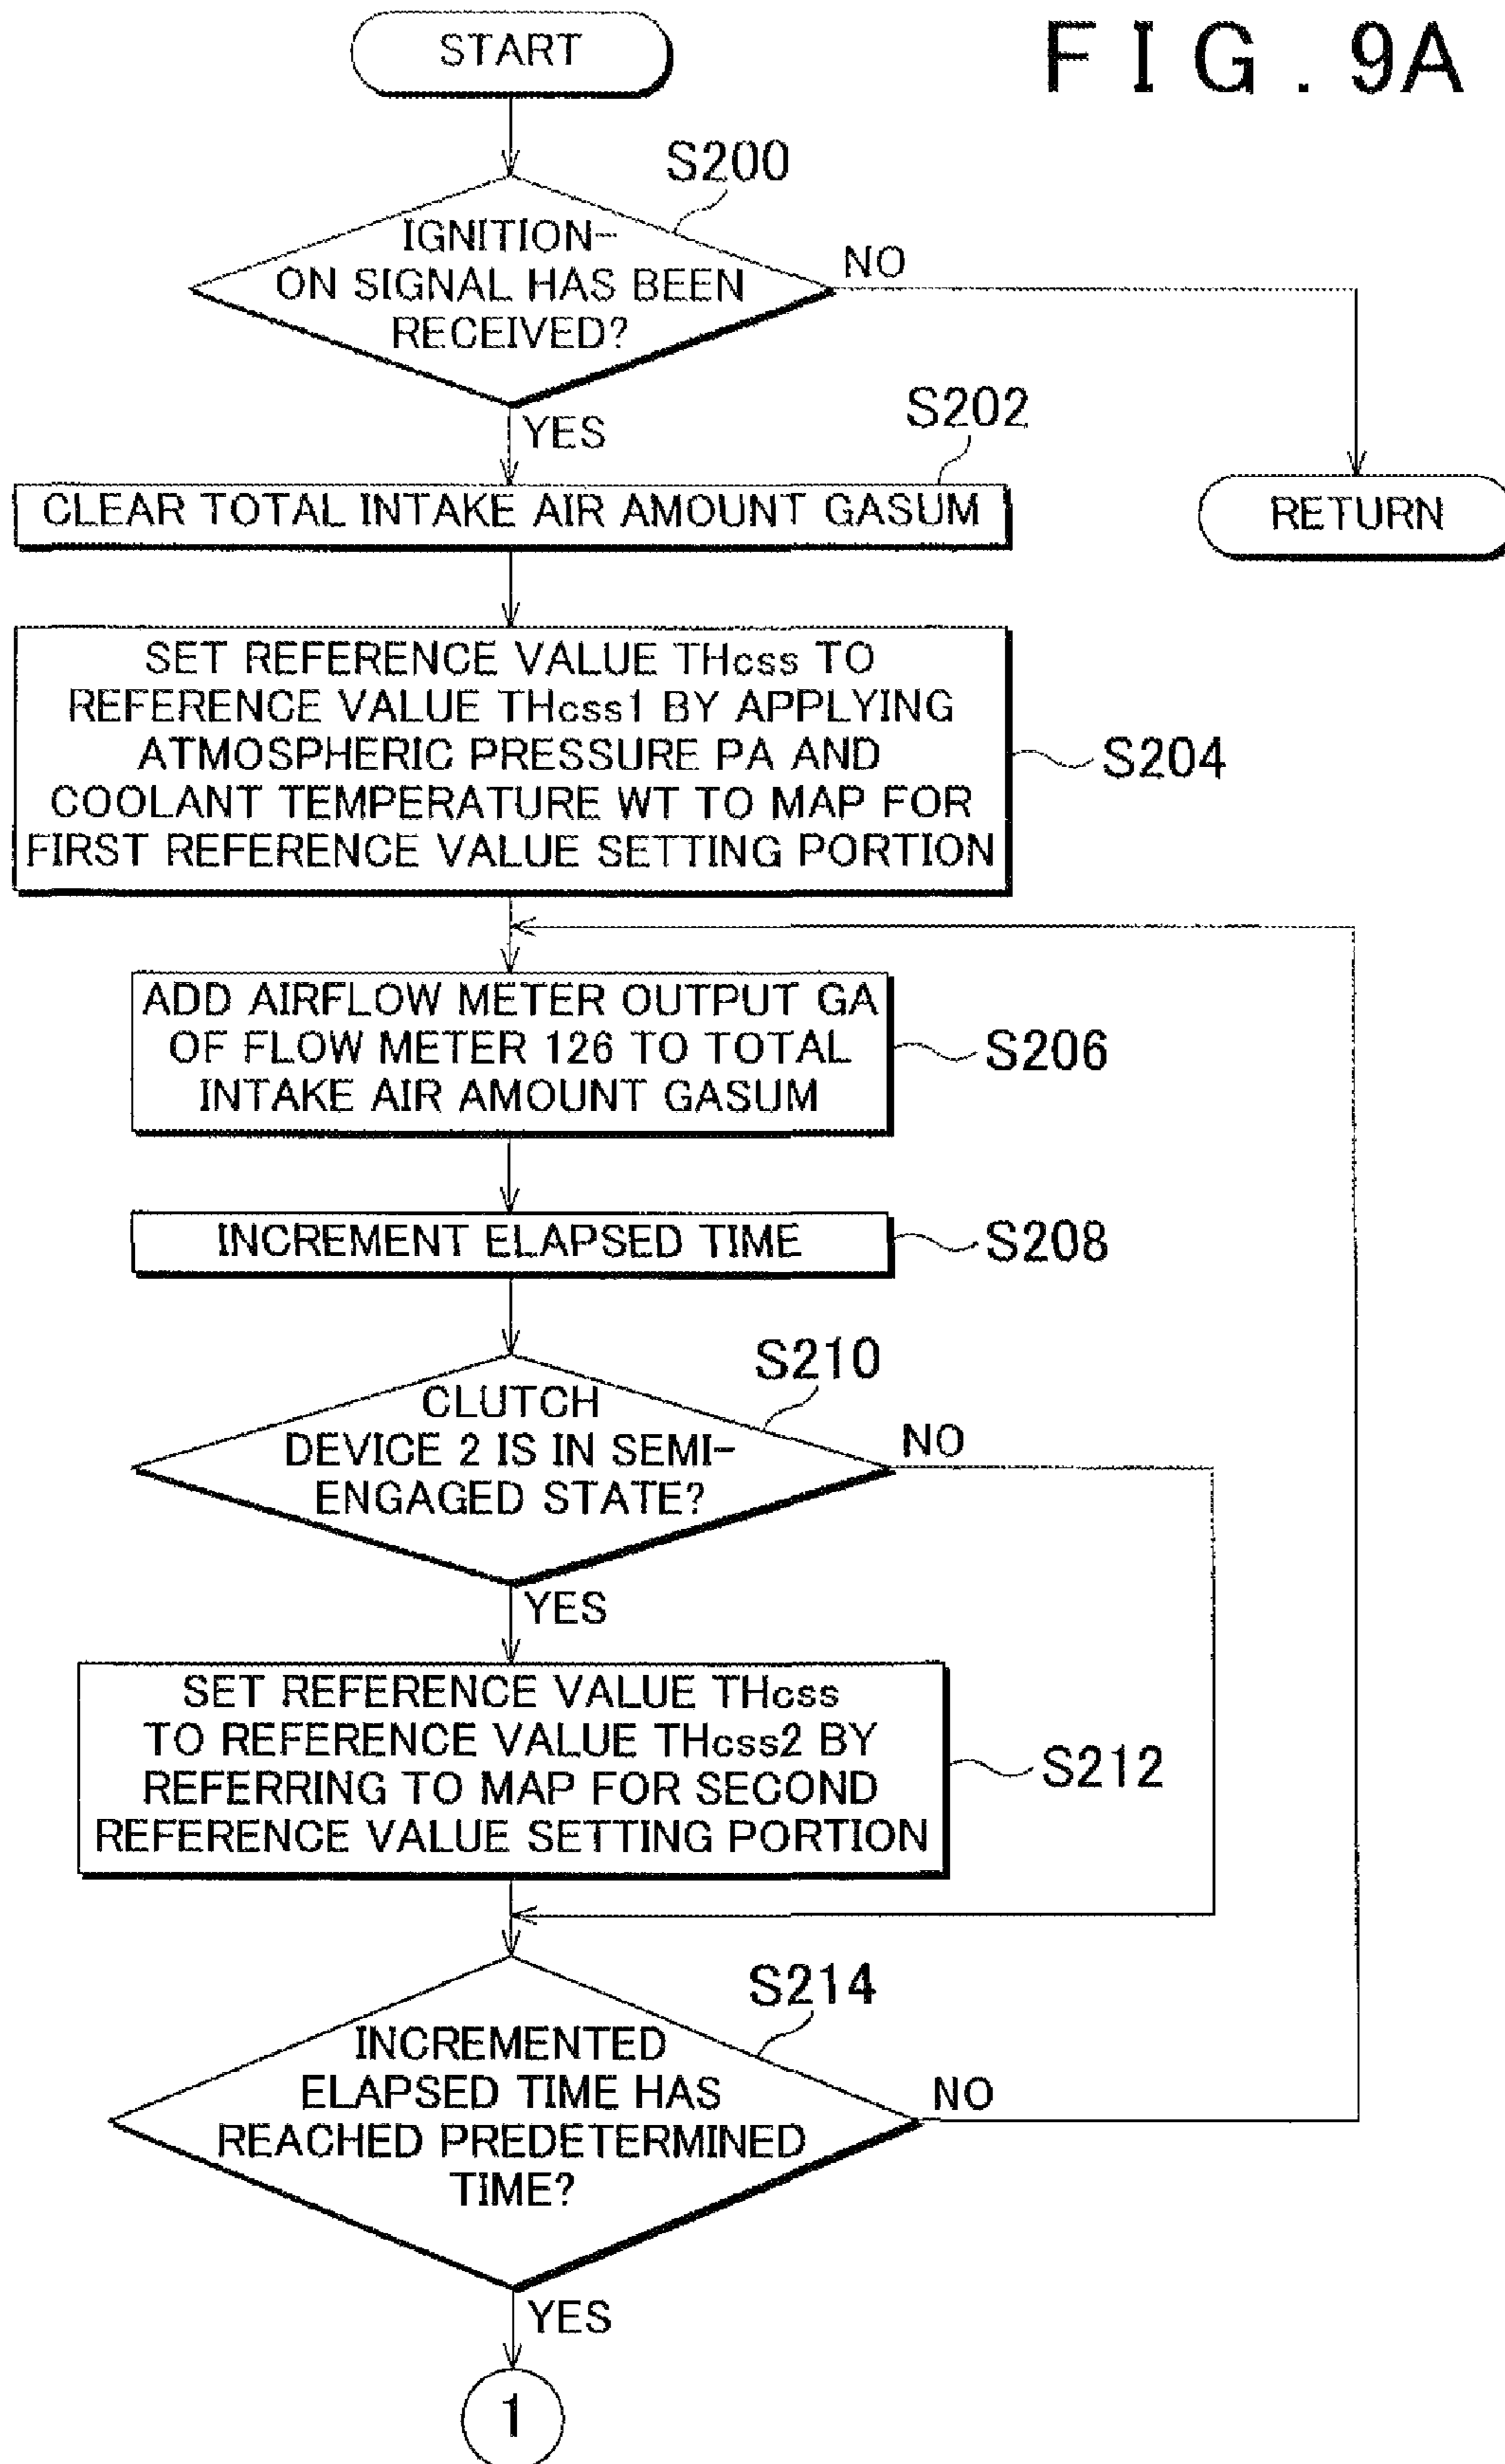 FIG. 9A
START
S200
IGNITION-
ON SIGNAL HAS BEEN
RECEIVED?
NO
YES
S202
CLEAR TOTAL INTAKE AIR AMOUNT GASUM
RETURN
SET REFERENCE VALUE THcss TO
REFERENCE VALUE THcss1 BY APPLYING
ATMOSPHERIC PRESSURE PA AND
COOLANT TEMPERATURE WT TO MAP FOR
FIRST REFERENCE VALUE SETTING PORTION
S204
ADD AIRFLOW METER OUTPUT GA
OF FLOW METER 126 TO TOTAL
INTAKE AIR AMOUNT GASUM
S206
INCREMENT ELAPSED TIME
S208
S210
CLUTCH
DEVICE 2 IS IN SEMI-
ENGAGED STATE?
NO
YES
SET REFERENCE VALUE THcss
TO REFERENCE VALUE THcss2 BY
REFERRING TO MAP FOR SECOND
REFERENCE VALUE SETTING PORTION
S212
S214
INCREMENTED
ELAPSED TIME HAS
REACHED PREDETERMINED
TIME?
NO
YES
1